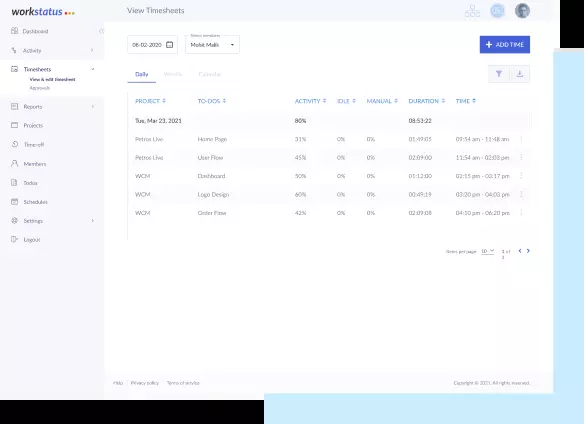 workstatus
View Timesheets
Dashboard
Activity
Timesheets
View & edit timesheet
Approvals
Reports
Projects
Time-off
Members
Todos
Schedules
Settings
Logout
06-02-2020
Select members
Mohit Malik
ADD TIME
Daily
Weekly
Calendar
PROJECT TO-DOS ACTIVITY IDLE MANUAL DURATION TIME
Tue, Mar 23, 2021 80% 08:53:22
Petros Live Home Page 31% 0% 0% 01:49:05 09:54 am - 11:48 am
Petros Live User Flow 45% 0% 0% 02:09:00 11:54 am - 02:03 pm
WCM Dashboard 50% 0% 0% 01:12:00 02:15 pm - 03:17 pm
WCM Logo Design 60% 0% 0% 00:49:19 03:20 pm - 04:03 pm
WCM Order Flow 42% 0% 0% 02:09:08 04:10 pm - 06:20 pm
Items per page: 10 1 of
Help Privacy policy Terms of service
Copyright © 2021. All rights reserved.